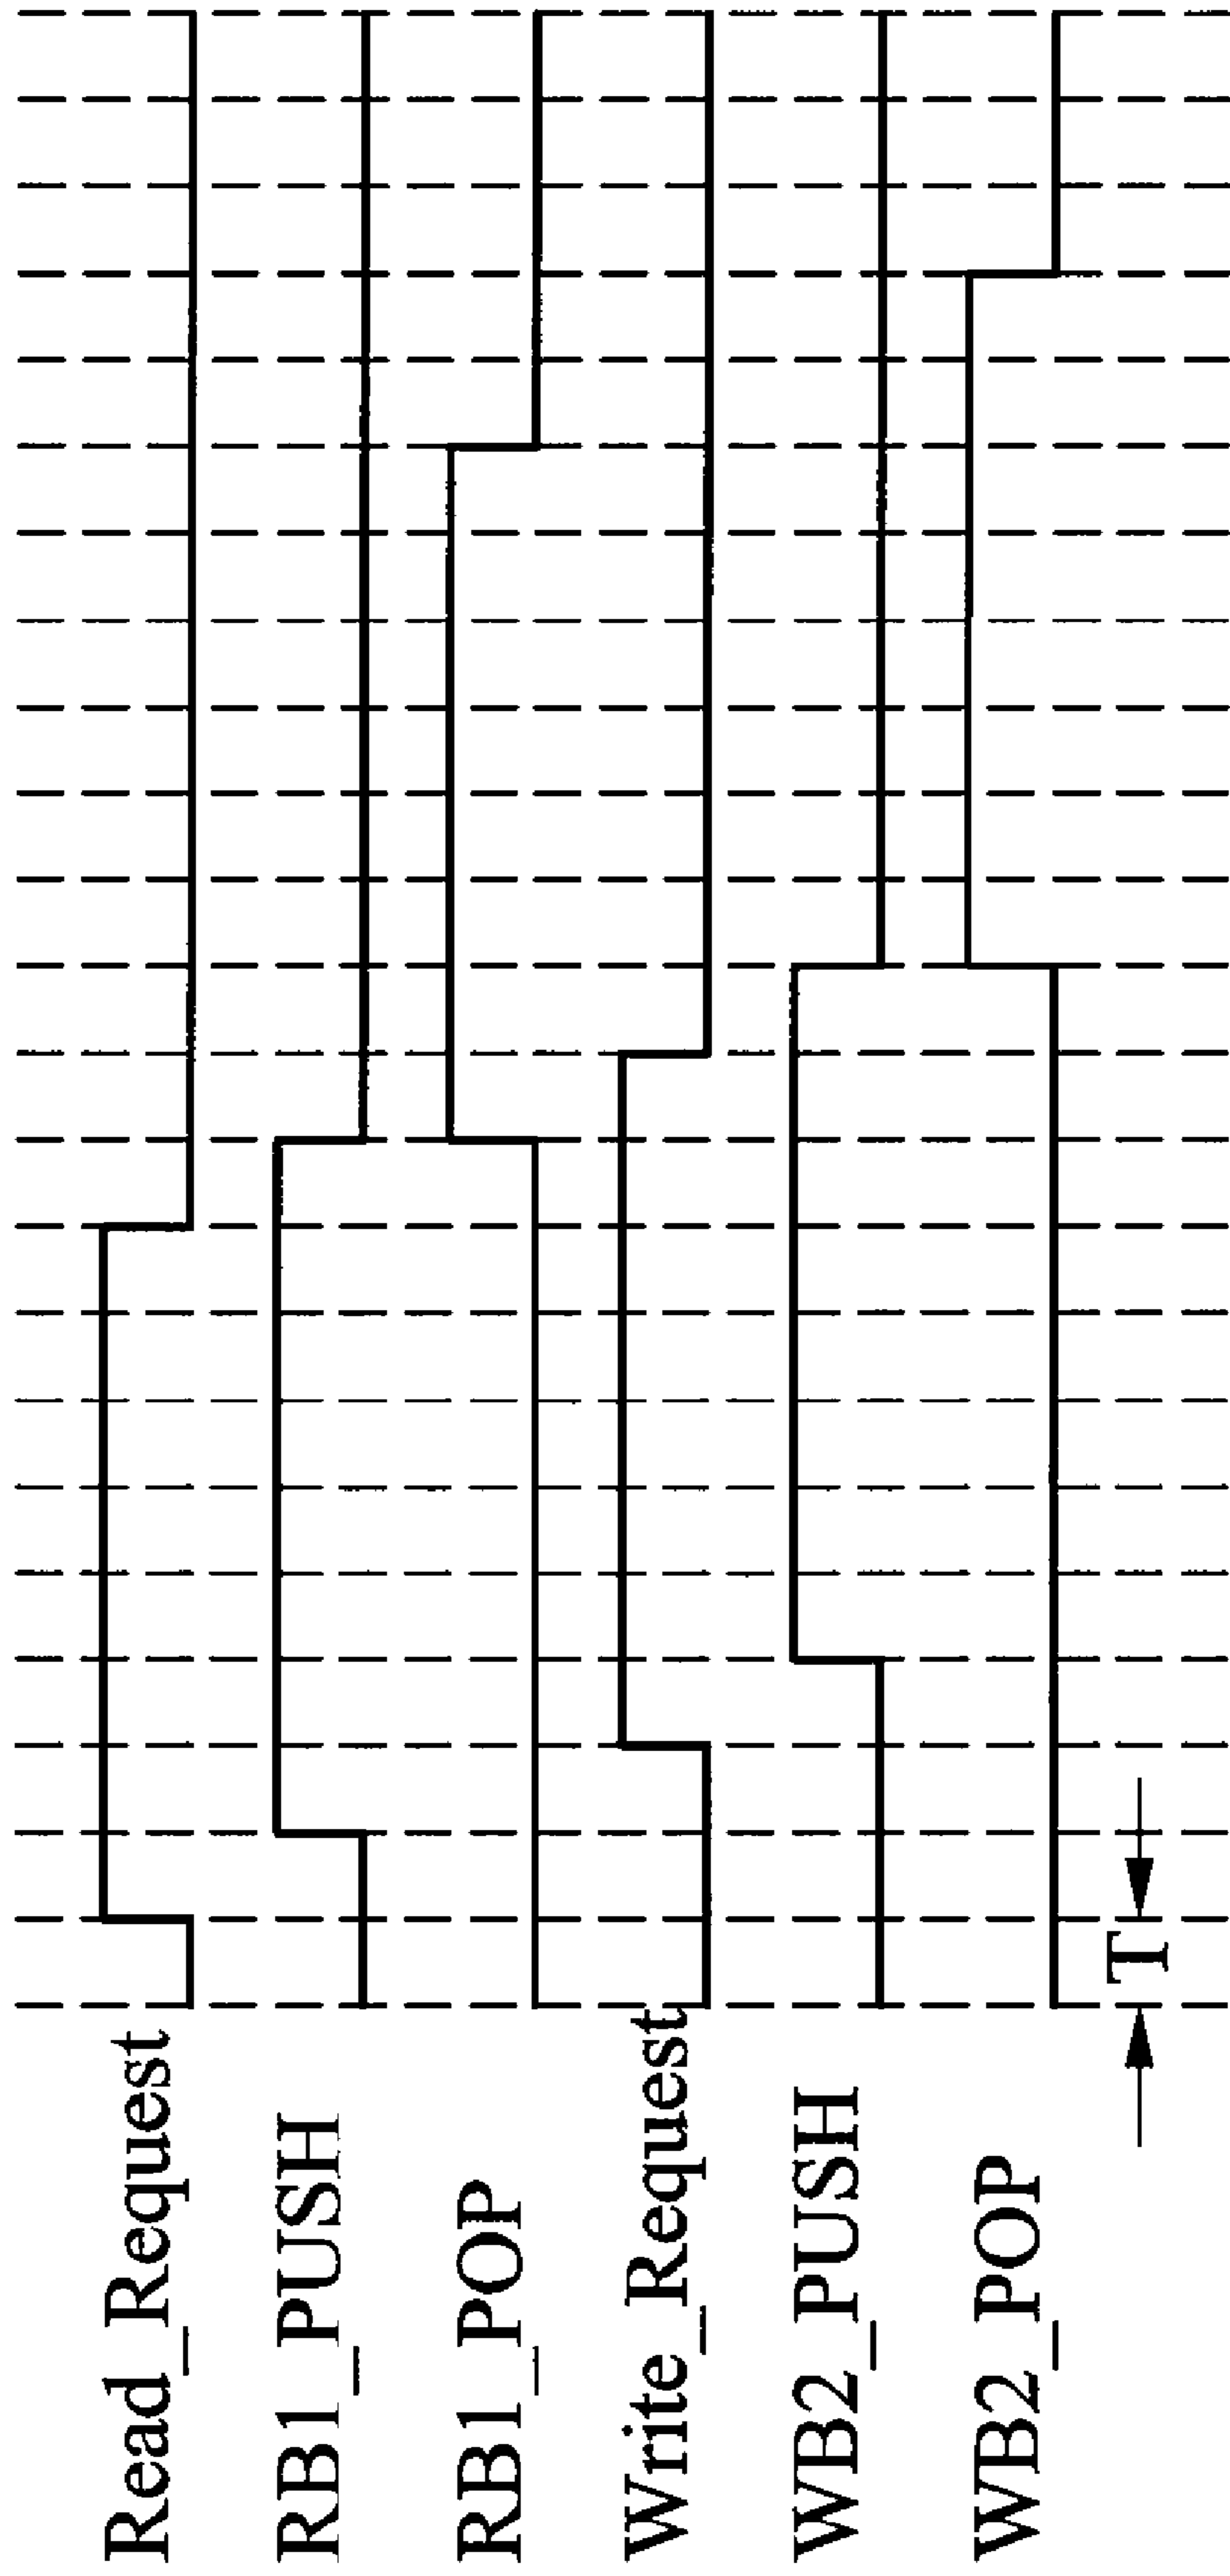 Read_Request
RB1_PUSH
RB1_POP
Write_Request
WB2_PUSH
WB2_POP
T